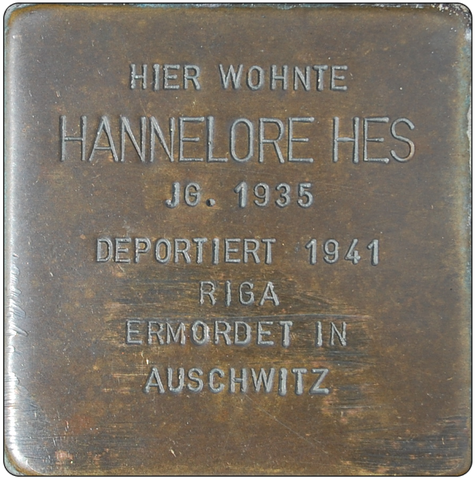 HIER WOHNTE
HANNELORE HES
JG. 1935
DEPORTIERT 1941
RIGA
ERMORDET IN
AUSCHWITZ